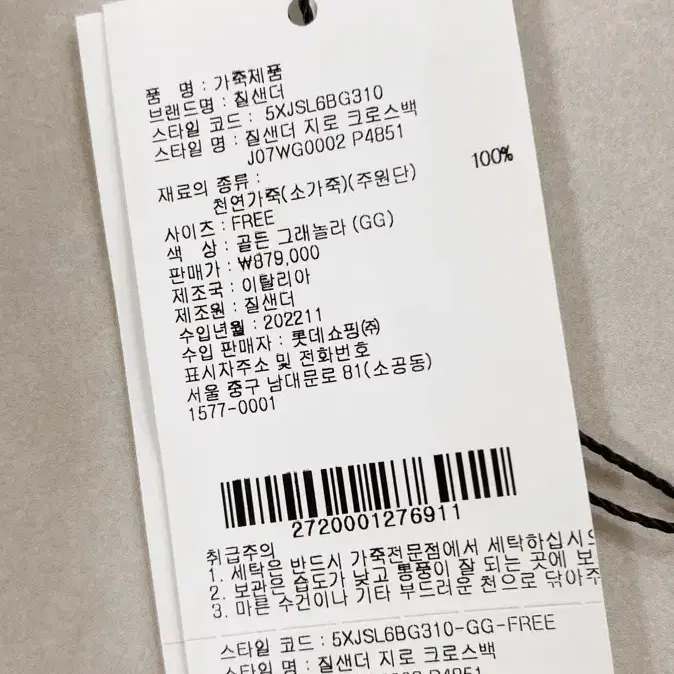 품 명 : 가죽제품
브랜드명 : 질샌더
스타일 코드 : 5XJSL6BG310
스타일 명 : 질샌더 지로 크로스백
J07WG0002 P4851
재료의 종류 :
100%
천연가죽(소가죽)(주원단)
사이즈 : FREE
색 상 : 골든 그래놀라 (GG)
판매가 : ₩879,000
제조국 : 이탈리아
제조원 : 질샌더
수입년월 : 202211
수입 판매자 : 롯데쇼핑㈜
표시자주소 및 전화번호
서울 중구 남대문로 81(소공동)
1577-0001
2720001276911
취급주의
1. 세탁은 반드시 가죽전문점에서 세탁하십시
2. 보관은 습도가 낮고 통풍이 잘 되는 곳에 보
3. 마른 수건이나 기타 부드러운 천으로 닦아주
스타일 코드 : 5XJSL6BG310-GG-FREE
스타일 명 : 질샌더 지로 크로스백
P4851